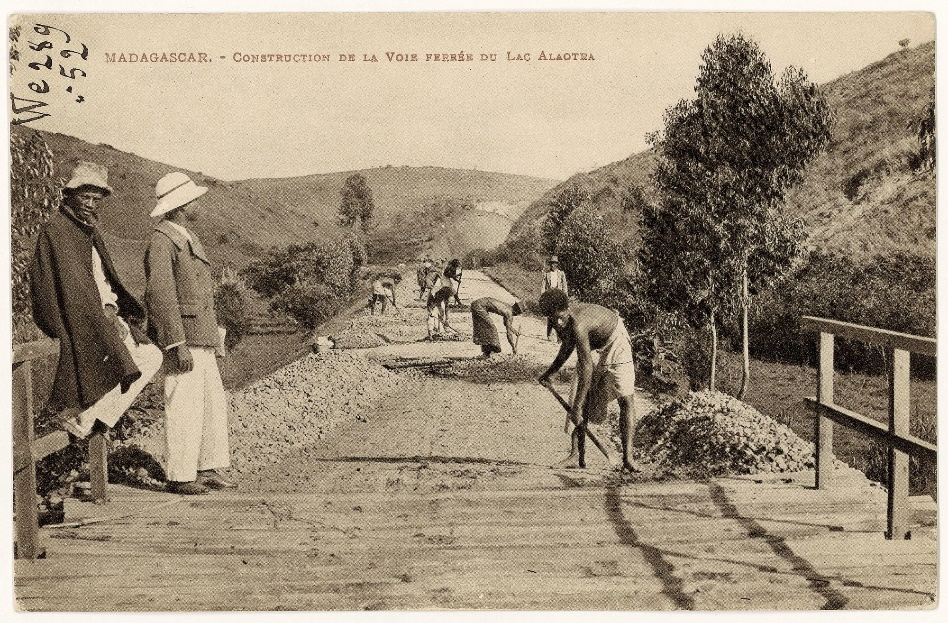 We 289
"52
MADAGASCAR. - CONSTRUCTION DE LA VOIE FERRÉE DU LAC ALAOTRA